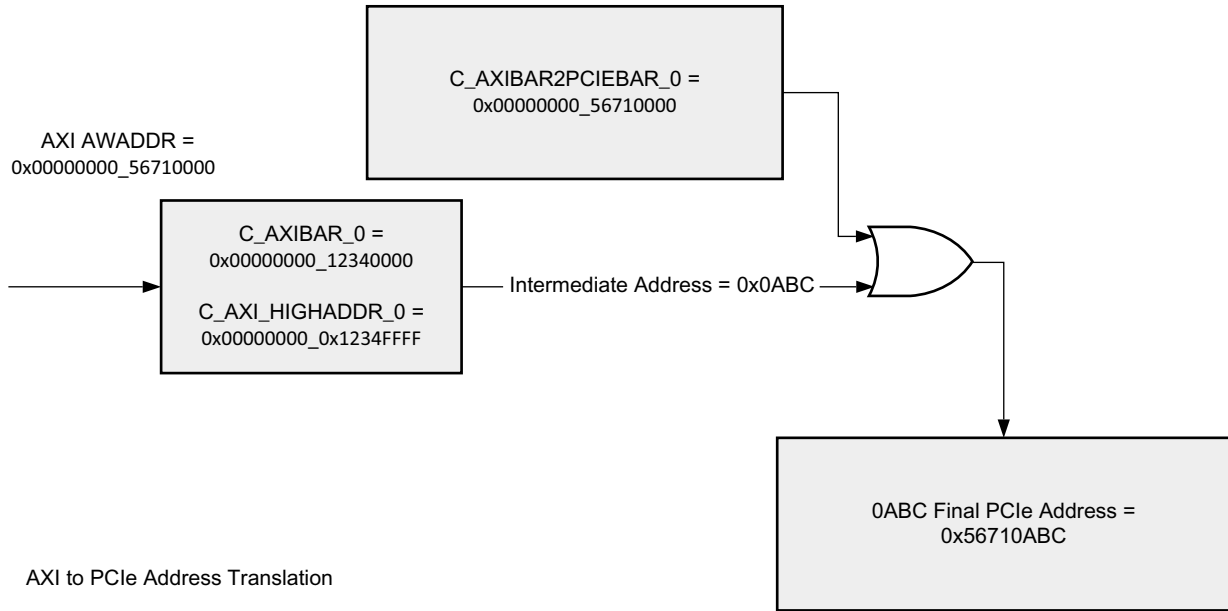 C_AXIBAR2PCIEBAR_0 =
0x00000000_56710000
AXI AWADDR =
0x00000000_56710000
C_AXIBAR_0 =
0x00000000_12340000
C_AXI_HIGHADDR_0 =
0x00000000_0x1234FFFF
Intermediate Address = 0x0ABC
0ABC Final PCIe Address =
0x56710ABC
AXI to PCIe Address Translation